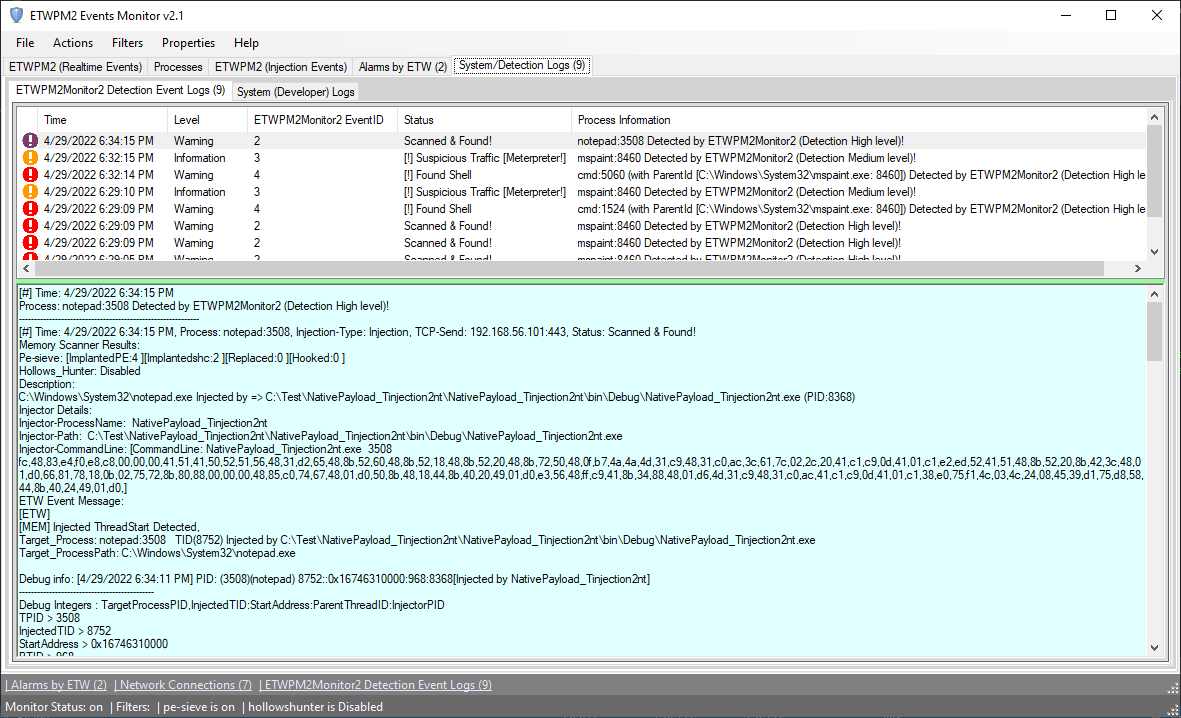 ETWPM2 Events Monitor v2.1
File Actions Filters Properties Help
ETWPM2 (Realtime Events) Processes ETWPM2 (Injection Events) Alarms by ETW (2) System/Detection Logs (9)
ETWPM2Monitor2 Detection Event Logs (9) System (Developer) Logs
Time Level ETWPM2Monitor2 EventID Status Process Information
4/29/2022 6:34:15 PM Warning 2 Scanned & Found! notepad:3508 Detected by ETWPM2Monitor2 (Detection High level)!
4/29/2022 6:32:15 PM Information 3 [!] Suspicious Traffic [Meterpreter!] mspaint:8460 Detected by ETWPM2Monitor2 (Detection Medium level)!
4/29/2022 6:32:14 PM Warning 4 [!] Found Shell cmd:5060 (with ParentId [C:\Windows\System32\mspaint.exe: 8460]) Detected by ETWPM2Monitor2 (Detection High le
4/29/2022 6:29:10 PM Information 3 [!] Suspicious Traffic [Meterpreter!] mspaint:8460 Detected by ETWPM2Monitor2 (Detection Medium level)!
4/29/2022 6:29:09 PM Warning 4 [!] Found Shell cmd:1524 (with ParentId [C:\Windows\System32\mspaint.exe: 8460]) Detected by ETWPM2Monitor2 (Detection High le
4/29/2022 6:29:09 PM Warning 2 Scanned & Found! mspaint:8460 Detected by ETWPM2Monitor2 (Detection High level)!
4/29/2022 6:29:09 PM Warning 2 Scanned & Found! mspaint:8460 Detected by ETWPM2Monitor2 (Detection High level)!
4/29/2022 6:29:05 PM Warning 2 Scanned & Found! mspaint:8460 Detected by ETWPM2Monitor2 (Detection High level)!
[#] Time: 4/29/2022 6:34:15 PM
Process: notepad:3508 Detected by ETWPM2Monitor2 (Detection High level)!
------------------------------------------------------------
[#] Time: 4/29/2022 6:34:15 PM, Process: notepad:3508, Injection-Type: Injection, TCP-Send: 192.168.56.101:443, Status: Scanned & Found!
Memory Scanner Results:
Pe-sieve: [ImplantedPE:4 ][Implantedshc:2 ][Replaced:0 ][Hooked:0 ]
Hollows_Hunter: Disabled
Description:
C:\Windows\System32\notepad.exe Injected by => C:\Test\NativePayload_Tinjection2nt\NativePayload_Tinjection2nt\bin\Debug\NativePayload_Tinjection2nt.exe (PID:8368)
Injector Details:
Injector-ProcessName: NativePayload_Tinjection2nt
Injector-Path: C:\Test\NativePayload_Tinjection2nt\NativePayload_Tinjection2nt\bin\Debug\NativePayload_Tinjection2nt.exe
Injector-CommandLine: [CommandLine: NativePayload_Tinjection2nt.exe 3508
fc,48,83,e4,f0,e8,c8,00,00,00,41,51,41,50,52,51,56,48,31,d2,65,48,8b,52,60,48,8b,52,18,48,8b,52,20,48,8b,72,50,48,0f,b7,4a,4a,4d,31,c9,48,31,c0,ac,3c,61,7c,02,2c,20,41,c1,c9,0d,41,01,c1,e2,ed,52,41,51,48,8b,52,20,8b,42,3c,48,0
1,d0,66,81,78,18,0b,02,75,72,8b,80,88,00,00,00,48,85,c0,74,67,48,01,d0,50,8b,48,18,44,8b,40,20,49,01,d0,e3,56,48,ff,c9,41,8b,34,88,48,01,d6,4d,31,c9,48,31,c0,ac,41,c1,c9,0d,41,01,c1,38,e0,75,f1,4c,03,4c,24,08,45,39,d1,75,d8,58,
44,8b,40,24,49,01,d0,]
ETW Event Message:
[ETW]
[MEM] Injected ThreadStart Detected,
Target_Process: notepad:3508 TID(8752) Injected by C:\Test\NativePayload_Tinjection2nt\NativePayload_Tinjection2nt\bin\Debug\NativePayload_Tinjection2nt.exe
Target_ProcessPath: C:\Windows\System32\notepad.exe
Debug info: [4/29/2022 6:34:11 PM] PID: (3508)(notepad) 8752::0x16746310000:968:8368[Injected by NativePayload_Tinjection2nt]
---------------------------------------------
Debug Integers : TargetProcessPID,InjectedTID:StartAddress:ParentThreadID:InjectorPID
TPID > 3508
InjectedTID > 8752
StartAddress > 0x16746310000
PTID > 968
| Alarms by ETW (2) | Network Connections (7) | ETWPM2Monitor2 Detection Event Logs (9)
Monitor Status: on | Filters: | pe-sieve is on | hollowshunter is Disabled